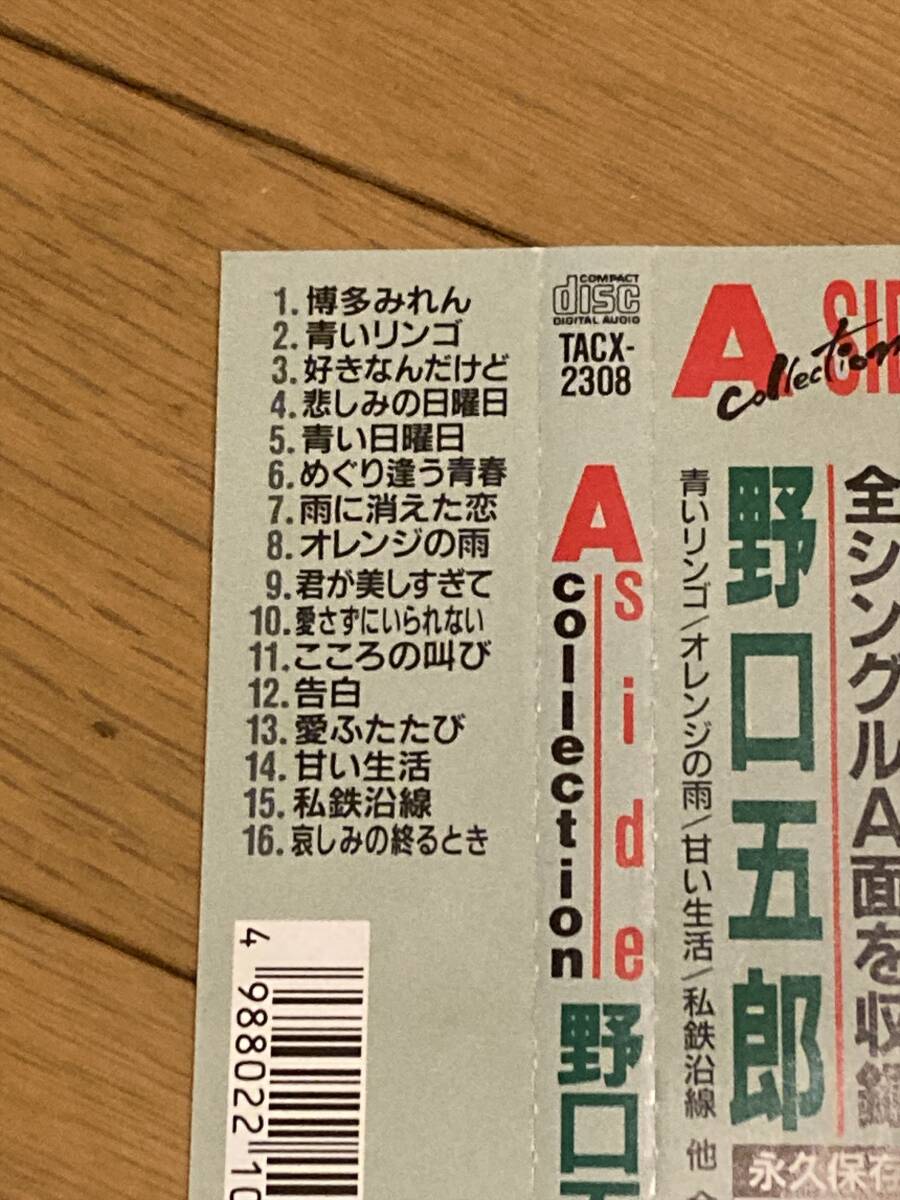 1. 博多みれん
2. 青いリンゴ
3. 好きなんだけど
4. 悲しみの日曜日
5. 青い日曜日
6. めぐり逢う青春
7. 雨に消えた恋
8. オレンジの雨
9. 君が美しすぎて
10. 愛さずにいられない
11. こころの叫び
12. 告白
13. 愛ふたたび
14. 甘い生活
15. 私鉄沿線
16. 哀しみの終るとき
4 988022 10
COMPACT
disc
DIGITAL AUDIO
TACX-
2308
A side
collection
野口
A SID
collection
全シングルA面を収録
野口五郎
青いリンゴ/オレンジの雨/甘い生活/私鉄沿線 他
永久保存